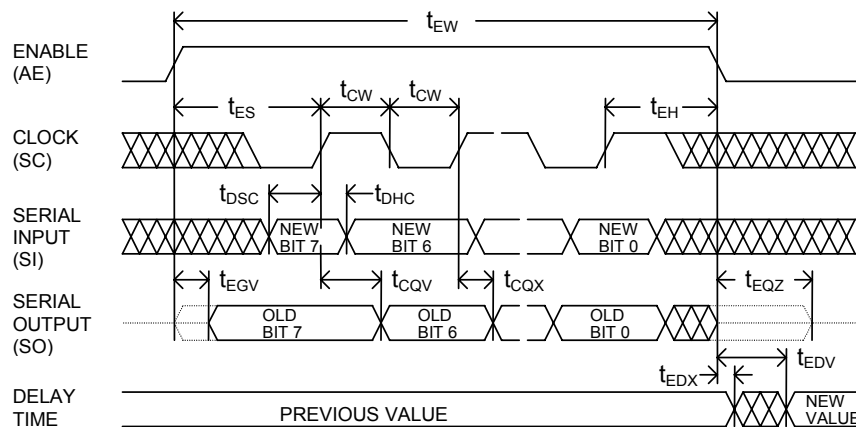 tEW
ENABLE
(AE)
tES
tCW
tCW
tEH
CLOCK
(SC)
tDSC
tDHC
SERIAL
INPUT
(SI)
NEW
BIT 7
NEW
BIT 6
NEW
BIT 0
tEGV
tCQV
tCQX
tEQZ
SERIAL
OUTPUT
(SO)
OLD
BIT 7
OLD
BIT 6
OLD
BIT 0
tEDX
tEDV
DELAY
TIME
PREVIOUS VALUE
NEW
VALUE